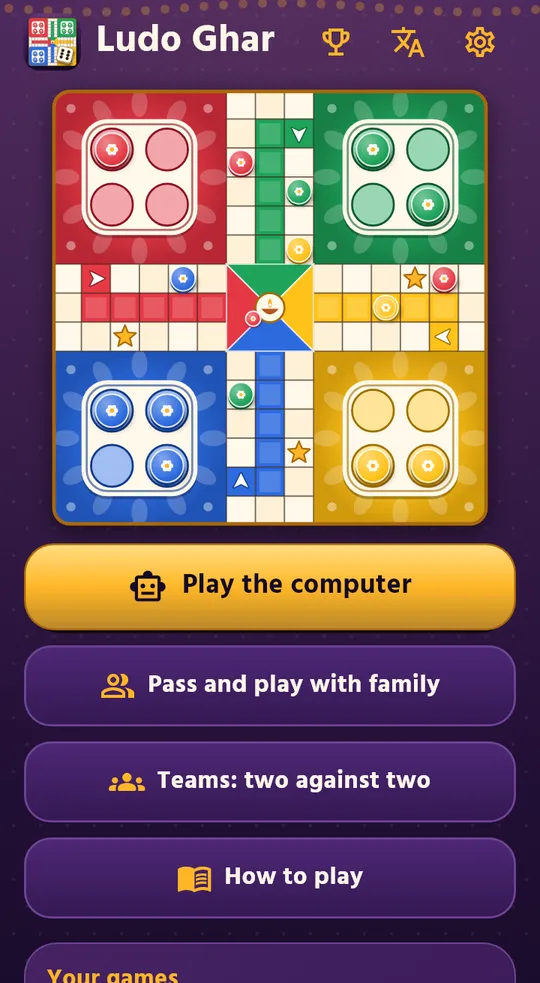 Ludo Ghar
Play the computer
Pass and play with family
Teams: two against two
How to play
Your games